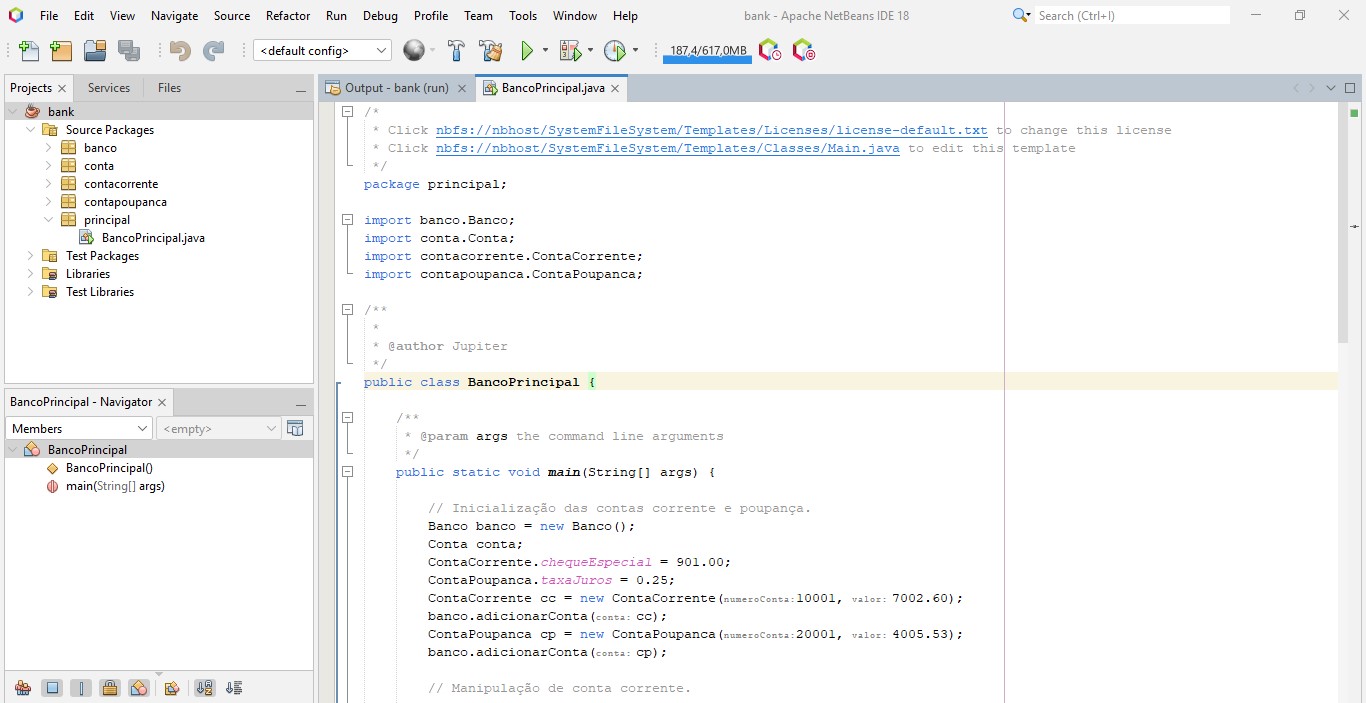 File Edit View Navigate Source Refactor Run Debug Profile Team Tools Window Help bank - Apache NetBeans IDE 18 Search (Ctrl+I)
<default config> 187,4/617,0MB
Projects Services Files
bank
Source Packages
banco
conta
contacorrente
contapoupanca
principal
BancoPrincipal.java
Test Packages
Libraries
Test Libraries
BancoPrincipal - Navigator
Members <empty>
BancoPrincipal
BancoPrincipal()
main(String[] args)
Output - bank (run) BancoPrincipal.java
/*
* Click nbfs://nbhost/SystemFileSystem/Templates/Licenses/license-default.txt to change this license
* Click nbfs://nbhost/SystemFileSystem/Templates/Classes/Main.java to edit this template
*/
package principal;
import banco.Banco;
import conta.Conta;
import contacorrente.ContaCorrente;
import contapoupanca.ContaPoupanca;
/**
*
* @author Jupiter
*/
public class BancoPrincipal {
/**
* @param args the command line arguments
*/
public static void main(String[] args) {
// Inicialização das contas corrente e poupança.
Banco banco = new Banco();
Conta conta;
ContaCorrente.chequeEspecial = 901.00;
ContaPoupanca.taxaJuros = 0.25;
ContaCorrente cc = new ContaCorrente(numeroConta:10001, valor: 7002.60);
banco.adicionarConta(conta: cc);
ContaPoupanca cp = new ContaPoupanca(numeroConta:20001, valor: 4005.53);
banco.adicionarConta(conta: cp);
// Manipulação de conta corrente.